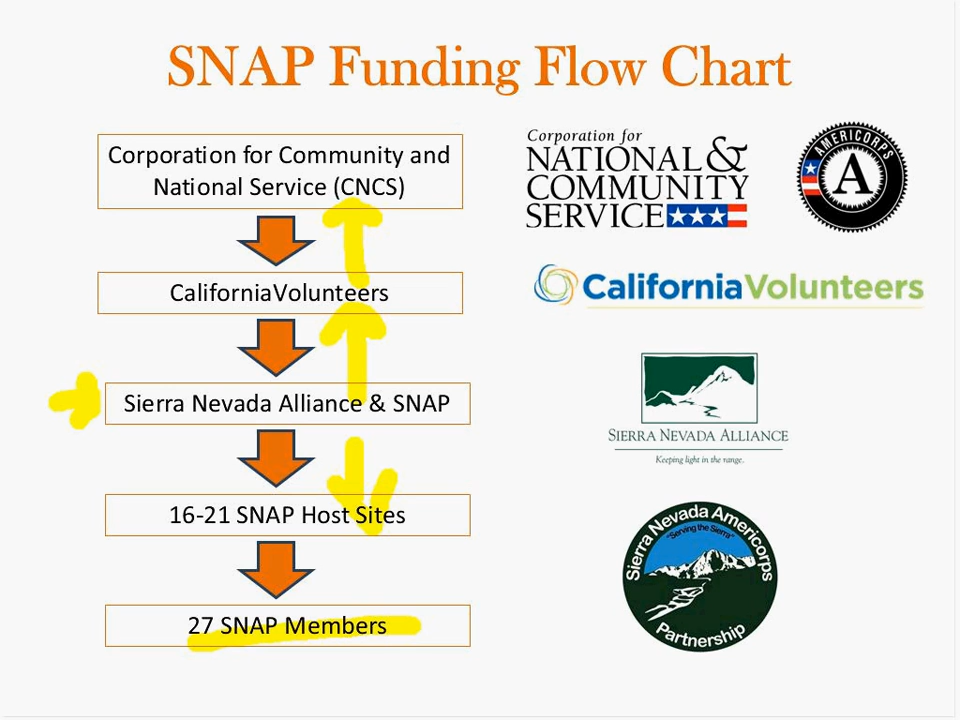 SNAP Funding Flow Chart
Corporation for Community and
National Service (CNCS)
CaliforniaVolunteers
Sierra Nevada Alliance & SNAP
16-21 SNAP Host Sites
27 SNAP Members
Corporation for
NATIONAL &
COMMUNITY
SERVICE
AMERICORPS
A
CaliforniaVolunteers
SIERRA NEVADA ALLIANCE
Keeping light in the range.
Sierra Nevada Americorps
"Serving the Sierra"
Partnership